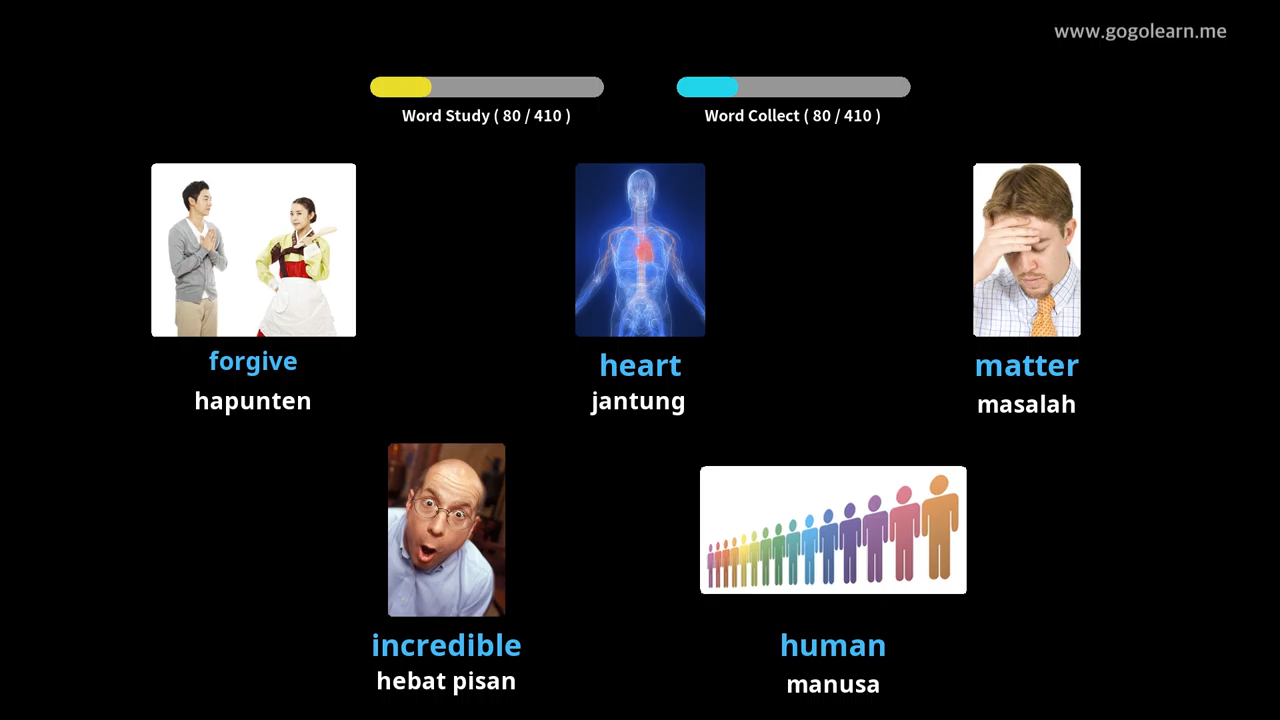 www.gogolearn.me
Word Study ( 80 / 410 )
Word Collect ( 80 / 410 )
forgive
hapunten
heart
jantung
matter
masalah
incredible
hebat pisan
human
manusa